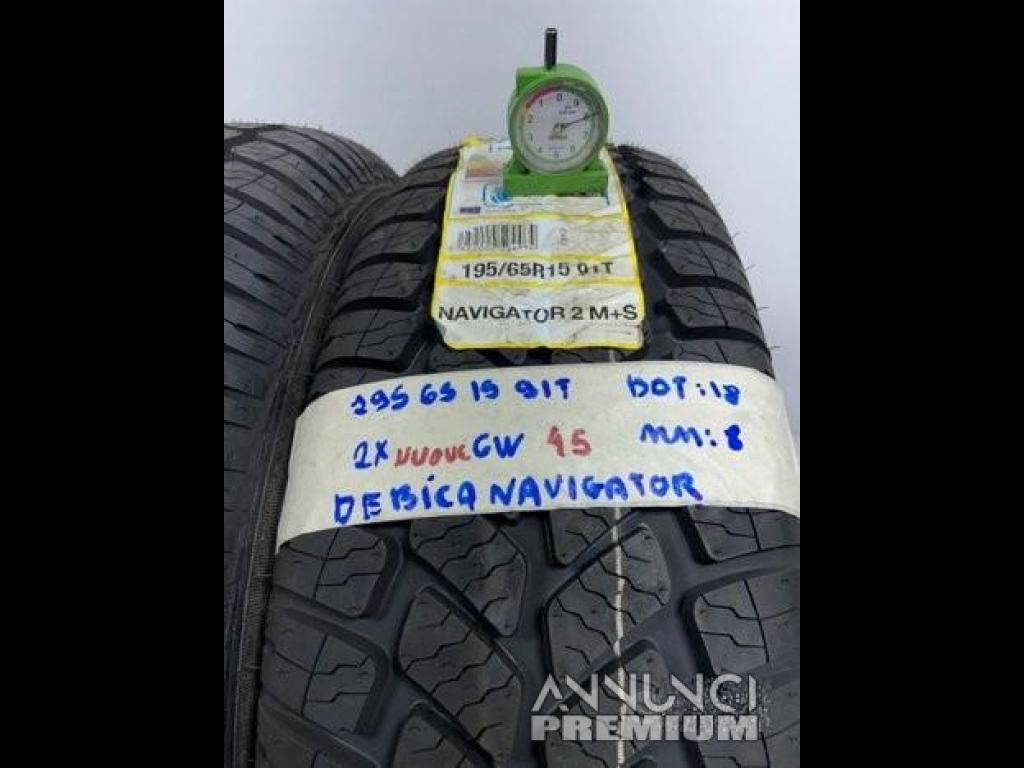 195/65R15 91T
NAVIGATOR 2 M+S
195 65 15 91T DOT:18
2X NUOVE GW 45 MM:8
DEBICA NAVIGATOR
ANNUNCI
PREMIUM